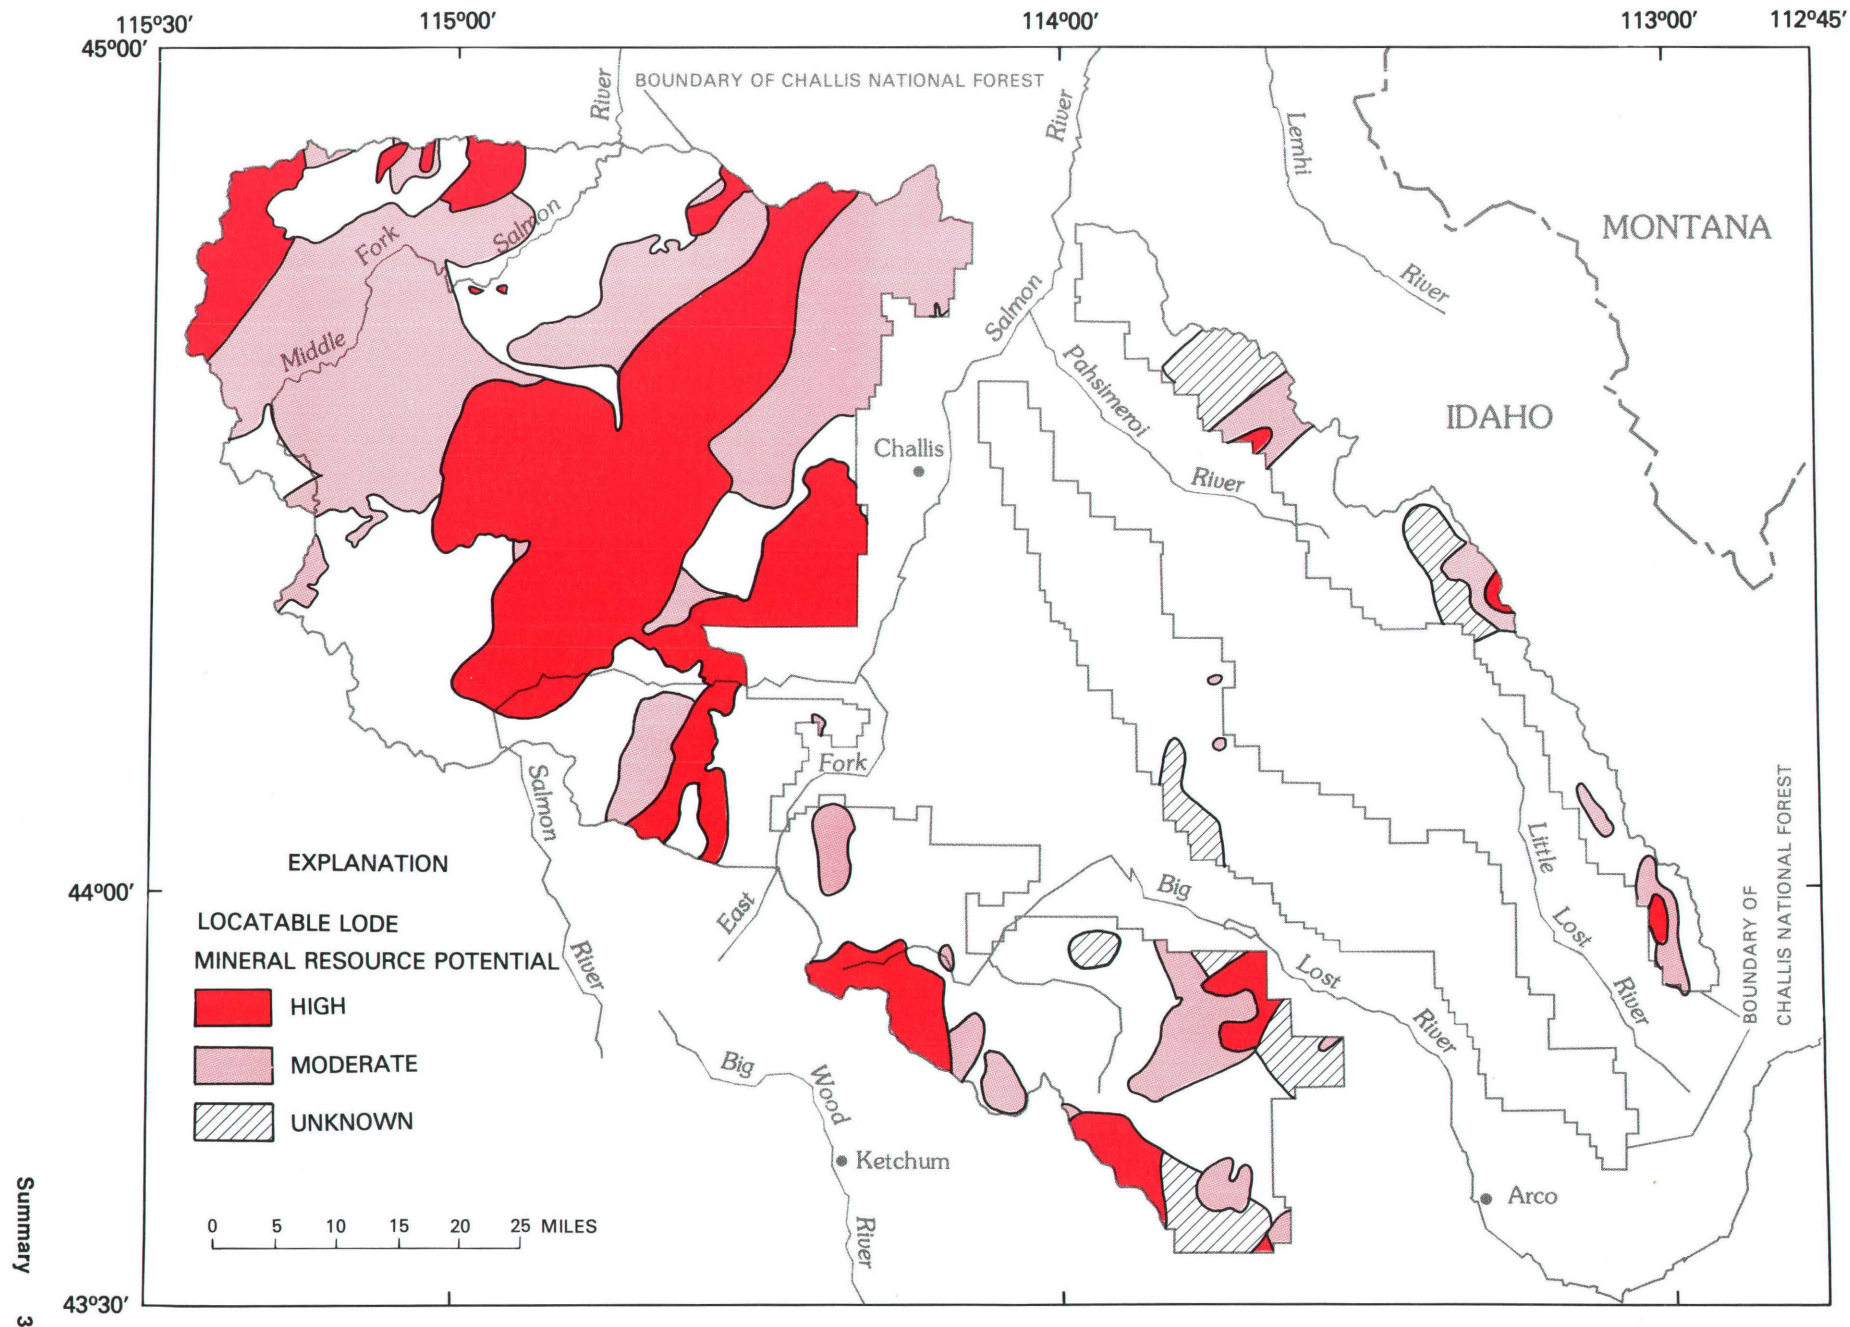 115°30′ 115°00′ 114°00′ 113°00′ 112°45′
45°00′
BOUNDARY OF CHALLIS NATIONAL FOREST
River
River
Lemhi
River
MONTANA
IDAHO
Salmon
Fork
Middle
Salmon
Pahsimeroi
River
Challis
Fork
East
Salmon
River
Big
Lost
River
Little
Lost
River
BOUNDARY OF
CHALLIS NATIONAL FOREST
44°00′
EXPLANATION
LOCATABLE LODE
MINERAL RESOURCE POTENTIAL
HIGH
MODERATE
UNKNOWN
Big
Wood
River
Ketchum
Arco
0 5 10 15 20 25 MILES
43°30′
Summary 3